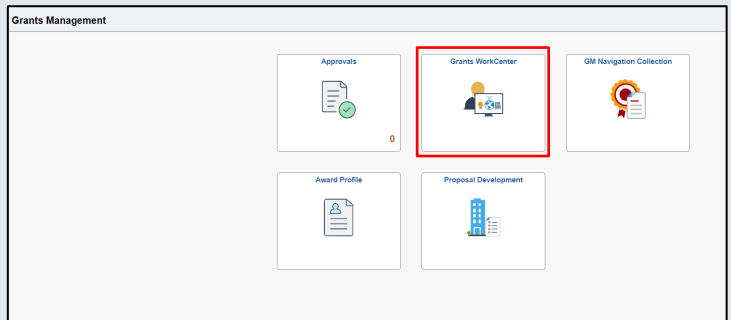 Grants Management
Approvals
Grants WorkCenter
GM Navigation Collection
0
Award Profile
Proposal Development